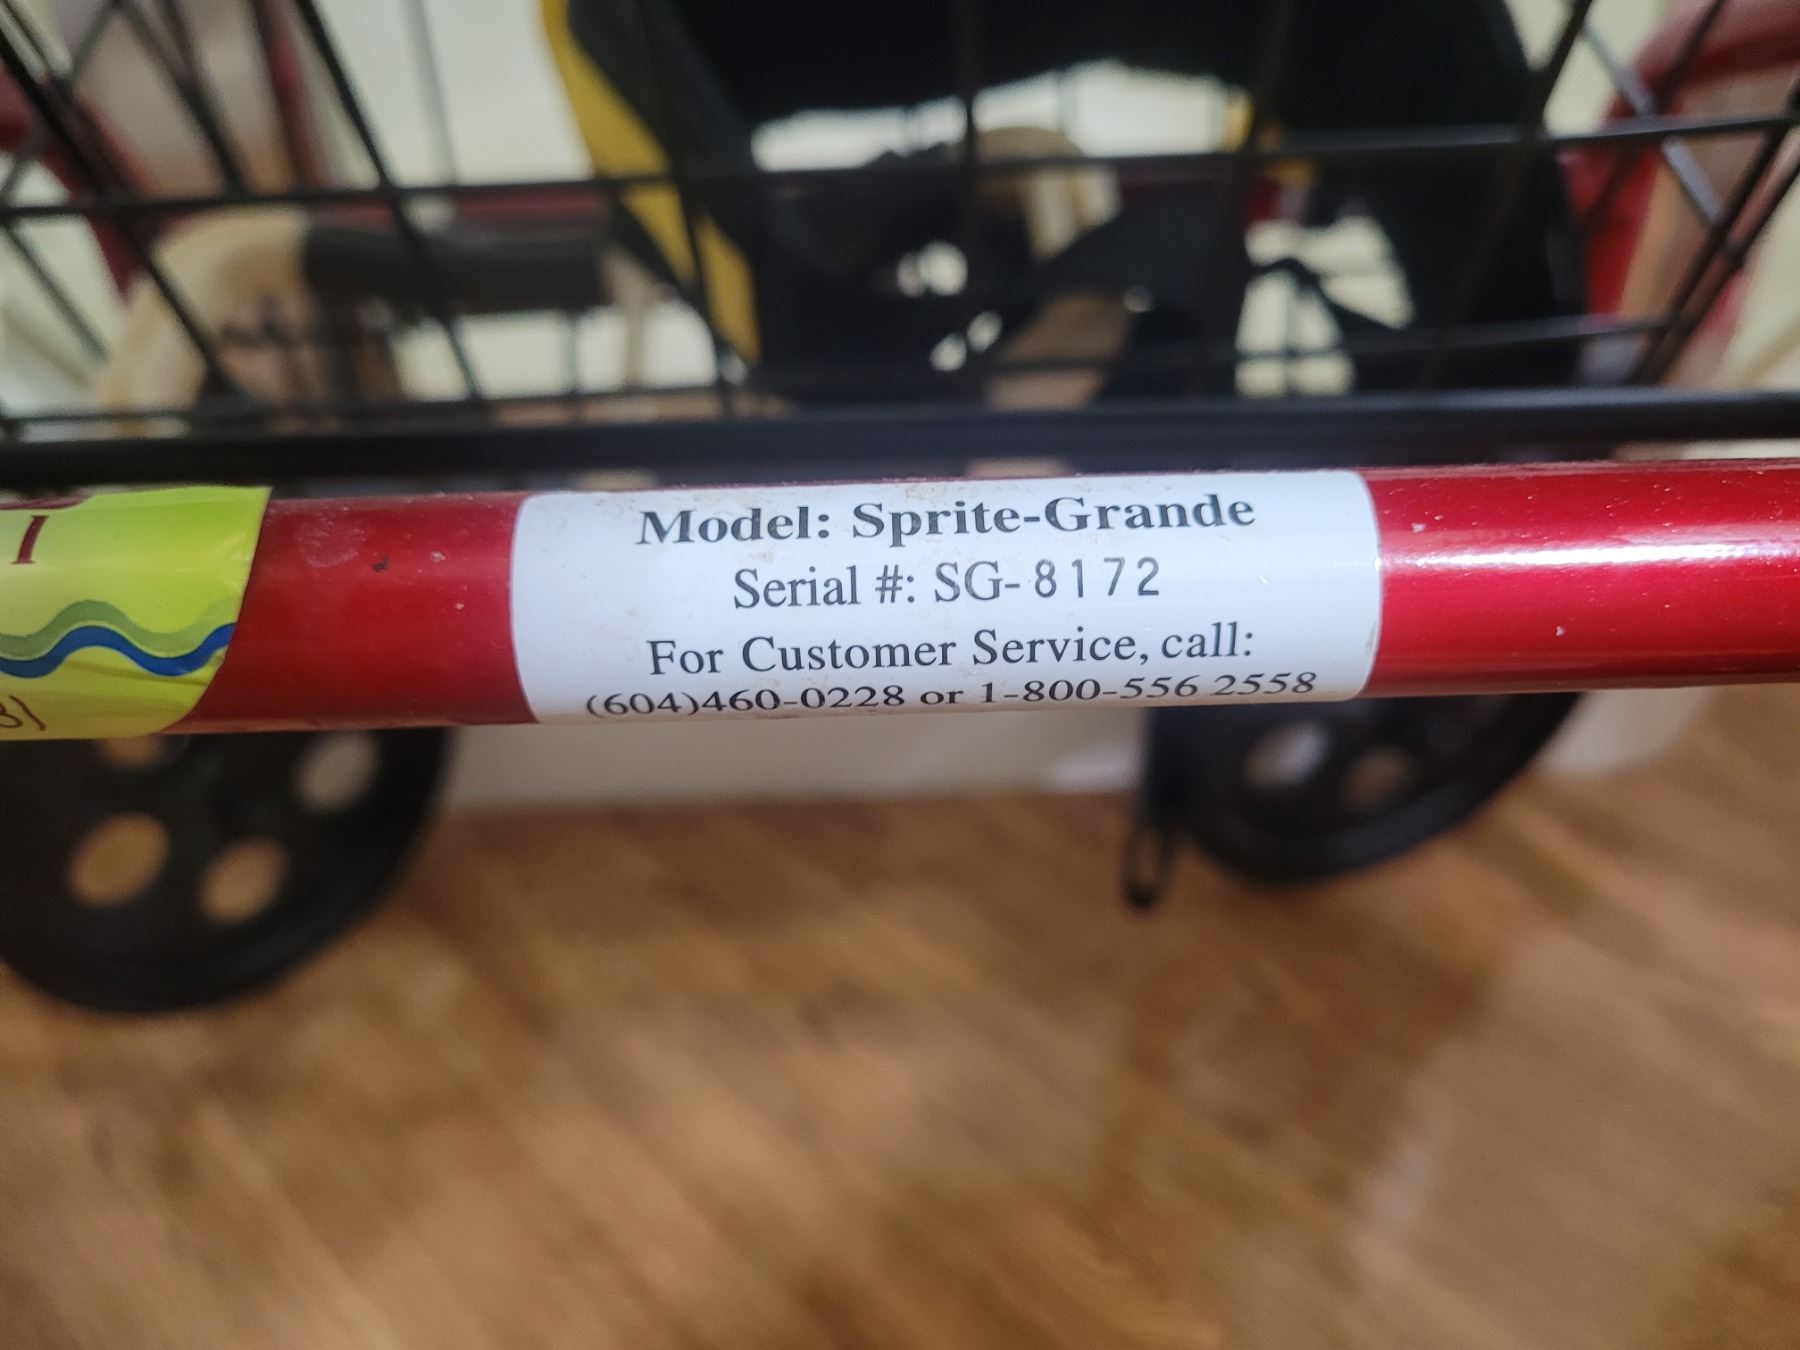 Model: Sprite-Grande
Serial #: SG-8172
For Customer Service, call:
(604)460-0228 or 1-800-556 2558